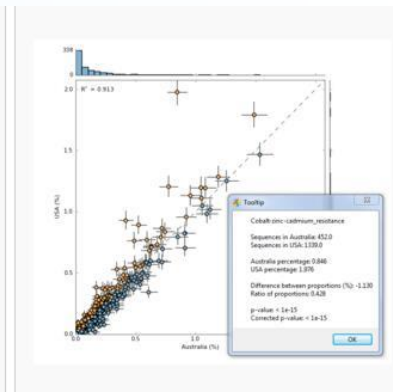 338
0
R² = 0.913
2.0
1.5
1.0
0.5
0.0
USA (%)
0.0
0.5
1.0
Australia (%)
Tooltip
Cobalt-zinc-cadmium_resistance
Sequences in Australia: 452.0
Sequences in USA: 1339.0
Australia percentage: 0.846
USA percentage: 1.976
Difference between proportions (%): -1.130
Ratio of proportions: 0.428
p-value: < 1e-15
Corrected p-value: < 1e-15
OK